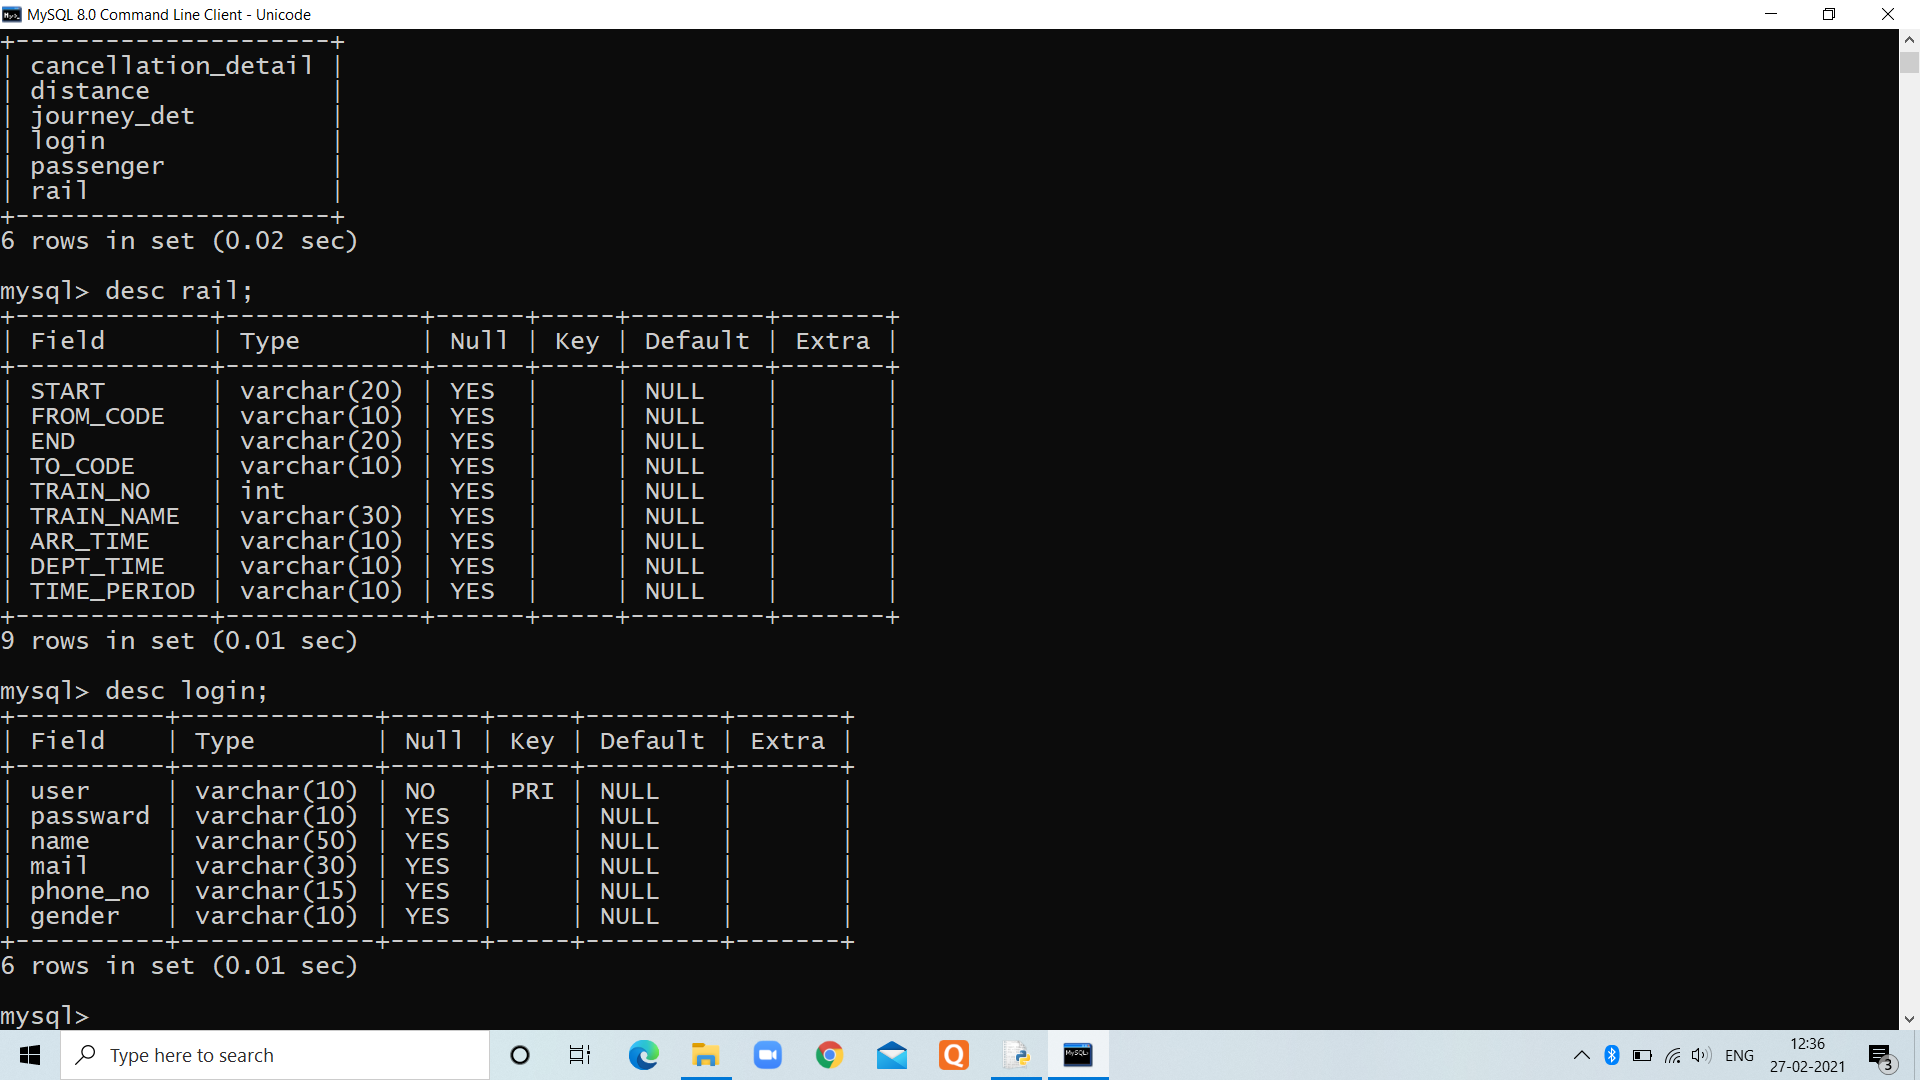 MySQL 8.0 Command Line Client - Unicode
+---------------------+
| cancellation_detail |
| distance            |
| journey_det         |
| login               |
| passenger           |
| rail                |
+---------------------+
6 rows in set (0.02 sec)
mysql> desc rail;
+-------------+-------------+------+-----+---------+-------+
| Field       | Type        | Null | Key | Default | Extra |
+-------------+-------------+------+-----+---------+-------+
| START       | varchar(20) | YES  |     | NULL    |       |
| FROM_CODE   | varchar(10) | YES  |     | NULL    |       |
| END         | varchar(20) | YES  |     | NULL    |       |
| TO_CODE     | varchar(10) | YES  |     | NULL    |       |
| TRAIN_NO    | int         | YES  |     | NULL    |       |
| TRAIN_NAME  | varchar(30) | YES  |     | NULL    |       |
| ARR_TIME    | varchar(10) | YES  |     | NULL    |       |
| DEPT_TIME   | varchar(10) | YES  |     | NULL    |       |
| TIME_PERIOD | varchar(10) | YES  |     | NULL    |       |
+-------------+-------------+------+-----+---------+-------+
9 rows in set (0.01 sec)
mysql> desc login;
+----------+-------------+------+-----+---------+-------+
| Field    | Type        | Null | Key | Default | Extra |
+----------+-------------+------+-----+---------+-------+
| user     | varchar(10) | NO   | PRI | NULL    |       |
| passward | varchar(10) | YES  |     | NULL    |       |
| name     | varchar(50) | YES  |     | NULL    |       |
| mail     | varchar(30) | YES  |     | NULL    |       |
| phone_no | varchar(15) | YES  |     | NULL    |       |
| gender   | varchar(10) | YES  |     | NULL    |       |
+----------+-------------+------+-----+---------+-------+
6 rows in set (0.01 sec)
mysql>
Type here to search
Q
MySQL
ENG
12:36
27-02-2021
3